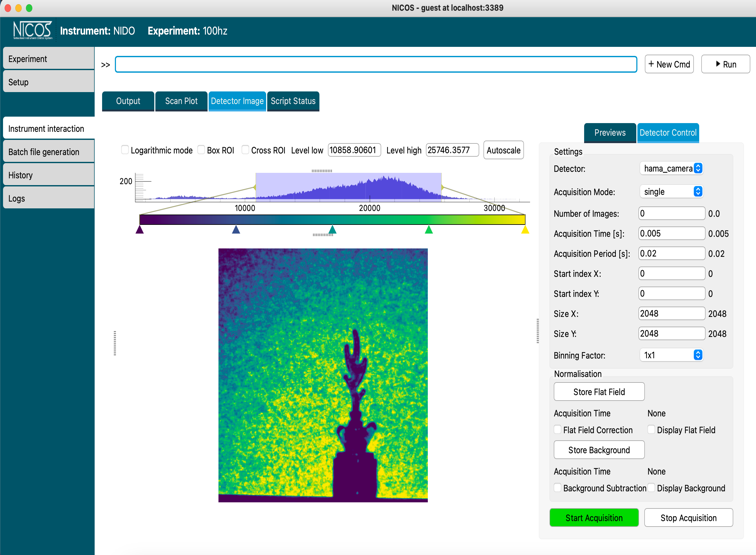 NICOS - guest at localhost:3389
NICOS Instrument: NIDO Experiment: 100hz
Experiment
Setup
Instrument interaction
Batch file generation
History
Logs
>> + New Cmd Run
Output Scan Plot Detector Image Script Status
Logarithmic mode Box ROI Cross ROI Level low 10858.90601 Level high 25746.3577 Autoscale
200
10000 20000 30000
Previews Detector Control
Settings
Detector: hama_camera
Acquisition Mode: single
Number of Images: 0 0.0
Acquisition Time [s]: 0.005 0.005
Acquisition Period [s]: 0.02 0.02
Start index X: 0 0
Start index Y: 0 0
Size X: 2048 2048
Size Y: 2048 2048
Binning Factor: 1x1
Normalisation
Store Flat Field
Acquisition Time None
Flat Field Correction Display Flat Field
Store Background
Acquisition Time None
Background Subtraction Display Background
Start Acquisition Stop Acquisition